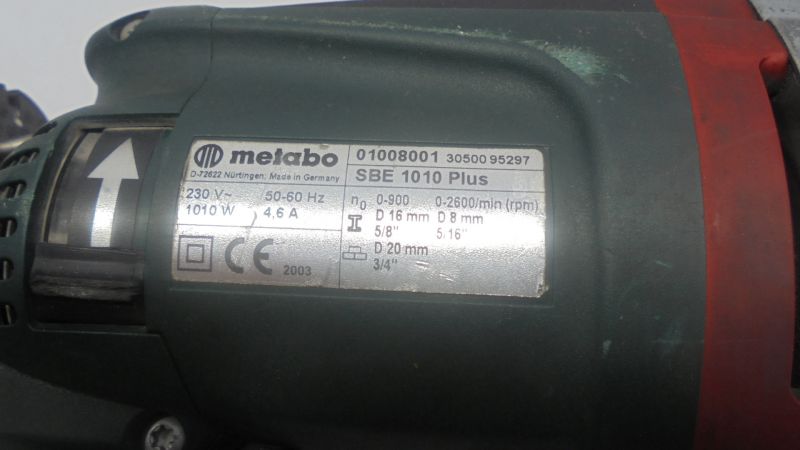 metabo
D-72622 Nürtingen, Made in Germany
230 V~ 50-60 Hz
1010 W 4,6 A
CE 2003
01008001 30500 95297
SBE 1010 Plus
n0 0-900 0-2600/min (rpm)
D 16 mm D 8 mm
5/8" 5/16"
D 20 mm
3/4"